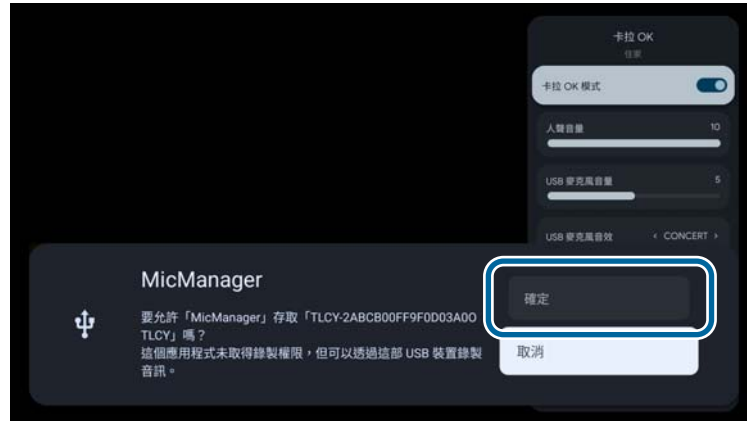 卡拉 OK
住家
卡拉 OK 模式
人聲音量 10
USB 麥克風音量 5
USB 麥克風音效 ‹ CONCERT ›
MicManager
要允許「MicManager」存取「TLCY-2ABCB00FF9F0D03A0O
TLCY」嗎？
這個應用程式未取得錄製權限，但可以透過這部 USB 裝置錄製
音訊。
確定
取消